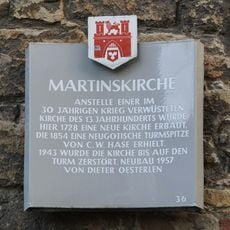 MARTINSKIRCHE
ANSTELLE EINER IM
30 JÄHRIGEN KRIEG VERWÜSTETEN
KIRCHE DES 13. JAHRHUNDERTS WURDE
HIER 1728 EINE NEUE KIRCHE ERBAUT,
DIE 1854 EINE NEUGOTISCHE TURMSPITZE
VON C.W. HASE ERHIELT.
1943 WURDE DIE KIRCHE BIS AUF DEN
TURM ZERSTÖRT. NEUBAU 1957
VON DIETER OESTERLEN
36